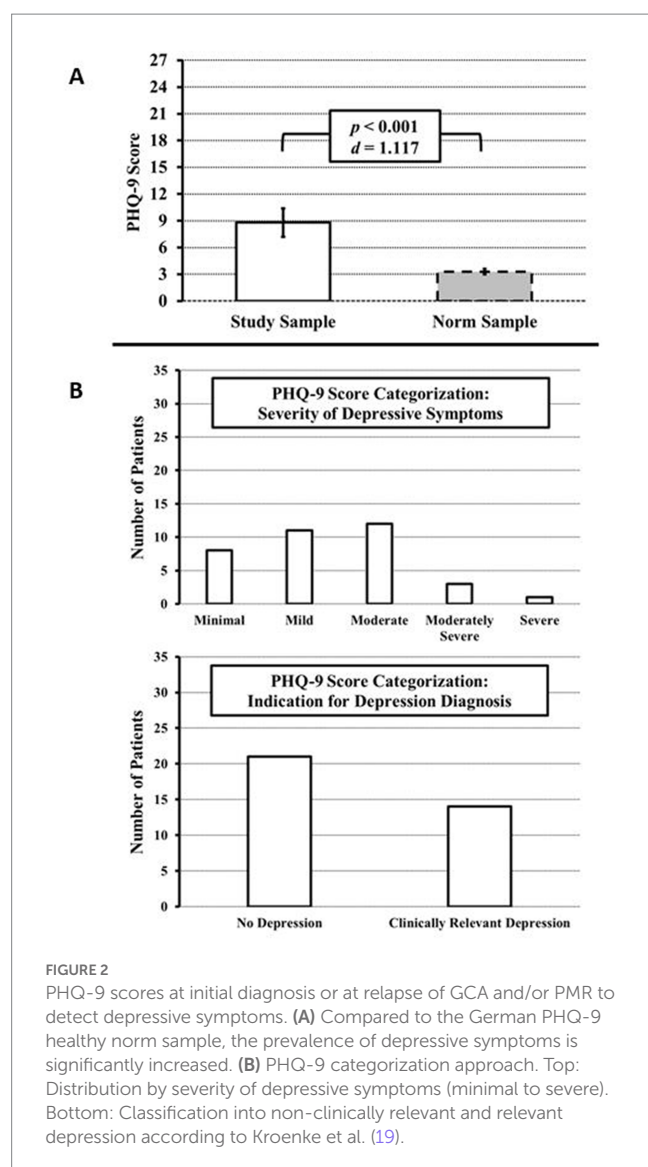 A
27
24
21
18
15
12
9
6
3
0
PHQ-9 Score
p < 0.001
d = 1.117
Study Sample
Norm Sample
B
35
30
25
20
15
10
5
0
Number of Patients
PHQ-9 Score Categorization:
Severity of Depressive Symptoms
Minimal
Mild
Moderate
Moderately
Severe
Severe
35
30
25
20
15
10
5
0
Number of Patients
PHQ-9 Score Categorization:
Indication for Depression Diagnosis
No Depression
Clinically Relevant Depression
FIGURE 2
PHQ-9 scores at initial diagnosis or at relapse of GCA and/or PMR to
detect depressive symptoms. (A) Compared to the German PHQ-9
healthy norm sample, the prevalence of depressive symptoms is
significantly increased. (B) PHQ-9 categorization approach. Top:
Distribution by severity of depressive symptoms (minimal to severe).
Bottom: Classification into non-clinically relevant and relevant
depression according to Kroenke et al. (19).